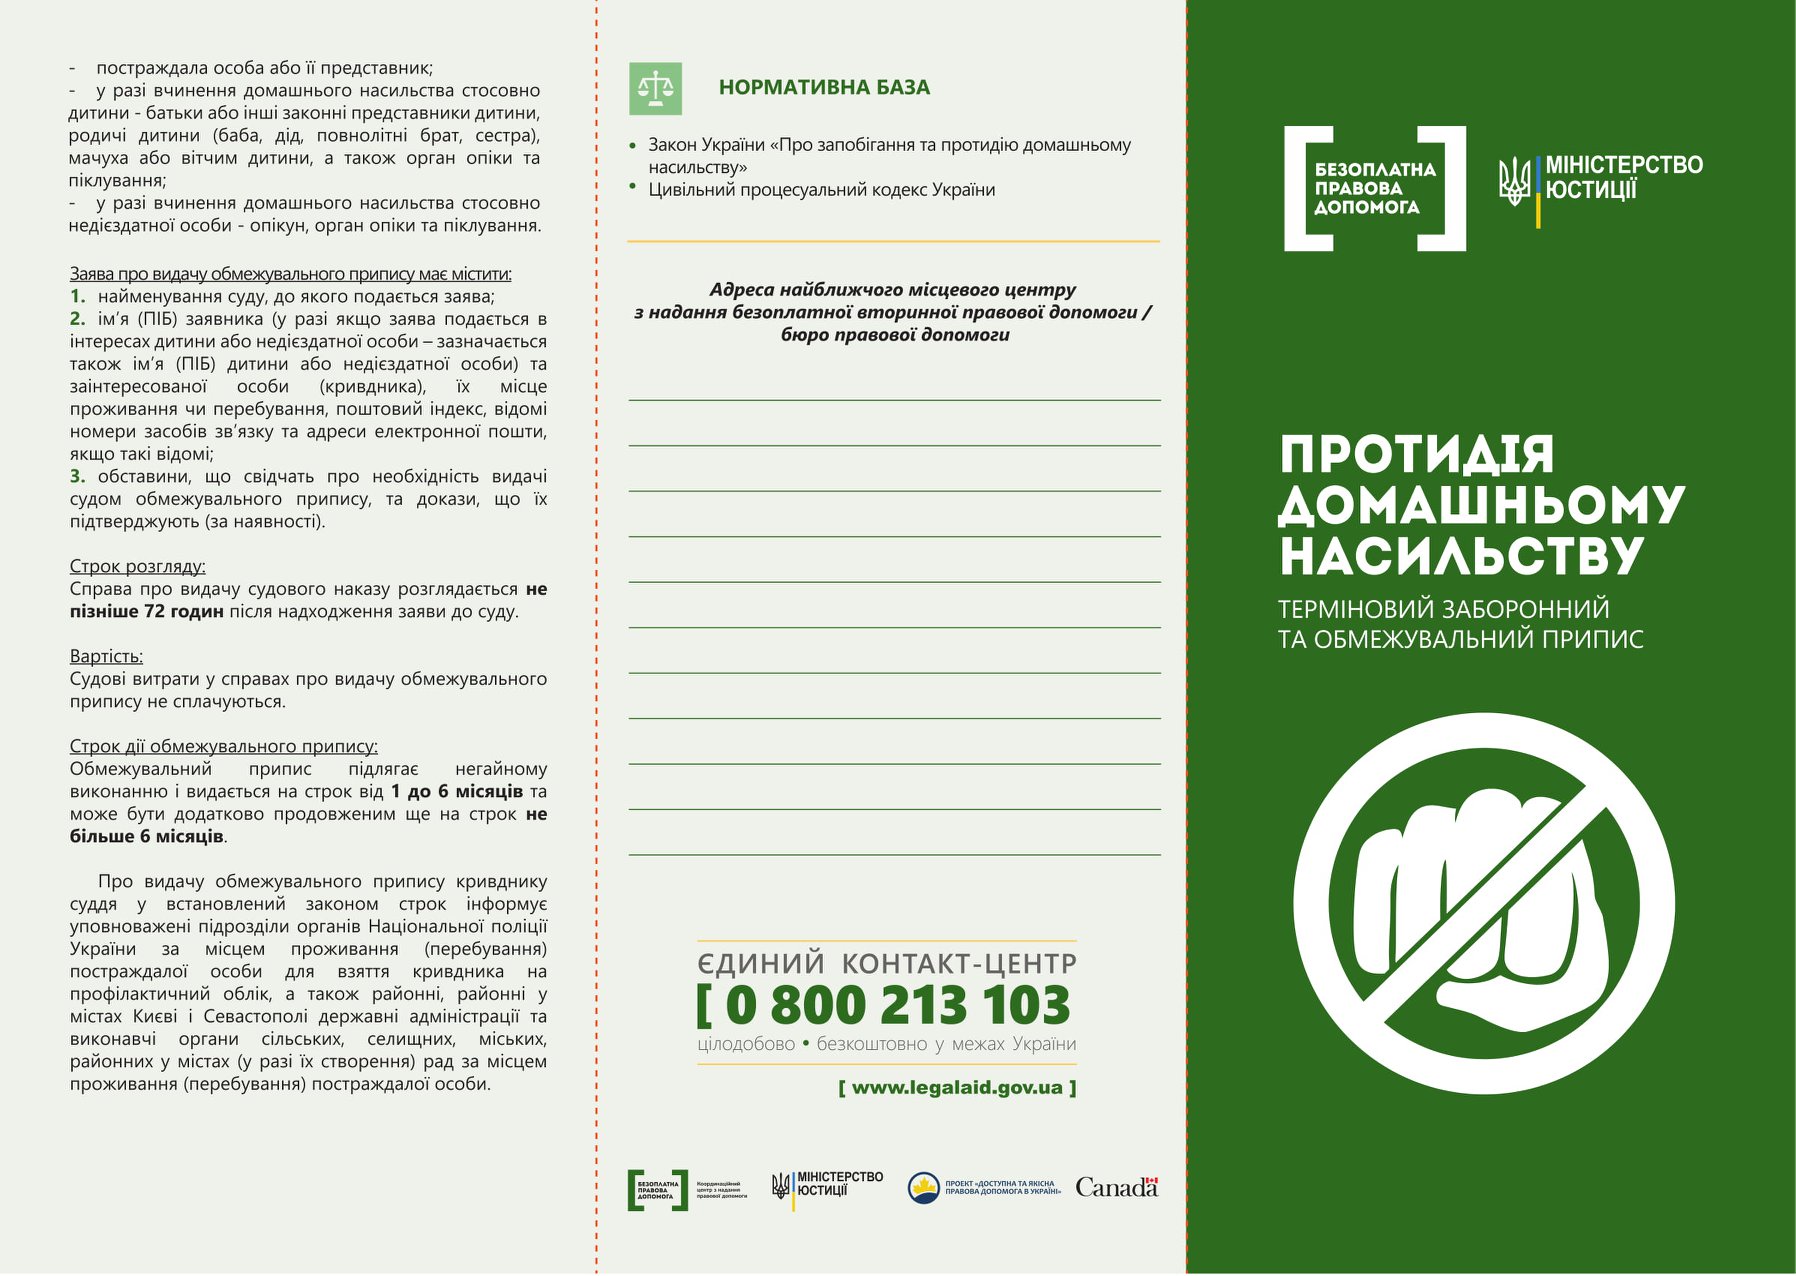 - постраждала особа або її представник;
- у разі вчинення домашнього насильства стосовно
дитини - батьки або інші законні представники дитини,
родичі дитини (баба, дід, повнолітні брат, сестра),
мачуха або вітчим дитини, а також орган опіки та
піклування;
- у разі вчинення домашнього насильства стосовно
недієздатної особи - опікун, орган опіки та піклування.
Заява про видачу обмежувального припису має містити:
1. найменування суду, до якого подається заява;
2. ім’я (ПІБ) заявника (у разі якщо заява подається в
інтересах дитини або недієздатної особи – зазначається
також ім’я (ПІБ) дитини або недієздатної особи) та
заінтересованої особи (кривдника), їх місце
проживання чи перебування, поштовий індекс, відомі
номери засобів зв’язку та адреси електронної пошти,
якщо такі відомі;
3. обставини, що свідчать про необхідність видачі
судом обмежувального припису, та докази, що їх
підтверджують (за наявності).
Строк розгляду:
Справа про видачу судового наказу розглядається не
пізніше 72 годин після надходження заяви до суду.
Вартість:
Судові витрати у справах про видачу обмежувального
припису не сплачуються.
Строк дії обмежувального припису:
Обмежувальний припис підлягає негайному
виконанню і видається на строк від 1 до 6 місяців та
може бути додатково продовженим ще на строк не
більше 6 місяців.
Про видачу обмежувального припису кривднику
суддя у встановлений законом строк інформує
уповноважені підрозділи органів Національної поліції
України за місцем проживання (перебування)
постраждалої особи для взяття кривдника на
профілактичний облік, а також районні, районні у
містах Києві і Севастополі державні адміністрації та
виконавчі органи сільських, селищних, міських,
районних у містах (у разі їх створення) рад за місцем
проживання (перебування) постраждалої особи.
НОРМАТИВНА БАЗА
• Закон України «Про запобігання та протидію домашньому
насильству»
• Цивільний процесуальний кодекс України
Адреса найближчого місцевого центру
з надання безоплатної вторинної правової допомоги /
бюро правової допомоги
ЄДИНИЙ КОНТАКТ-ЦЕНТР
[ 0 800 213 103
цілодобово • безкоштовно у межах України
[ www.legalaid.gov.ua ]
БЕЗОПЛАТНА
ПРАВОВА
ДОПОМОГА
Координаційний
центр з надання
правової допомоги
МІНІСТЕРСТВО
ЮСТИЦІЇ
ПРОЕКТ «ДОСТУПНА ТА ЯКІСНА
ПРАВОВА ДОПОМОГА В УКРАЇНІ»
Canada
БЕЗОПЛАТНА
ПРАВОВА
ДОПОМОГА
МІНІСТЕРСТВО
ЮСТИЦІЇ
ПРОТИДІЯ
ДОМАШНЬОМУ
НАСИЛЬСТВУ
ТЕРМІНОВИЙ ЗАБОРОННИЙ
ТА ОБМЕЖУВАЛЬНИЙ ПРИПИС